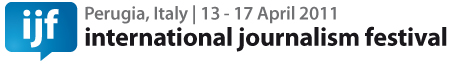 ijf
Perugia, Italy | 13 - 17 April 2011
international journalism festival